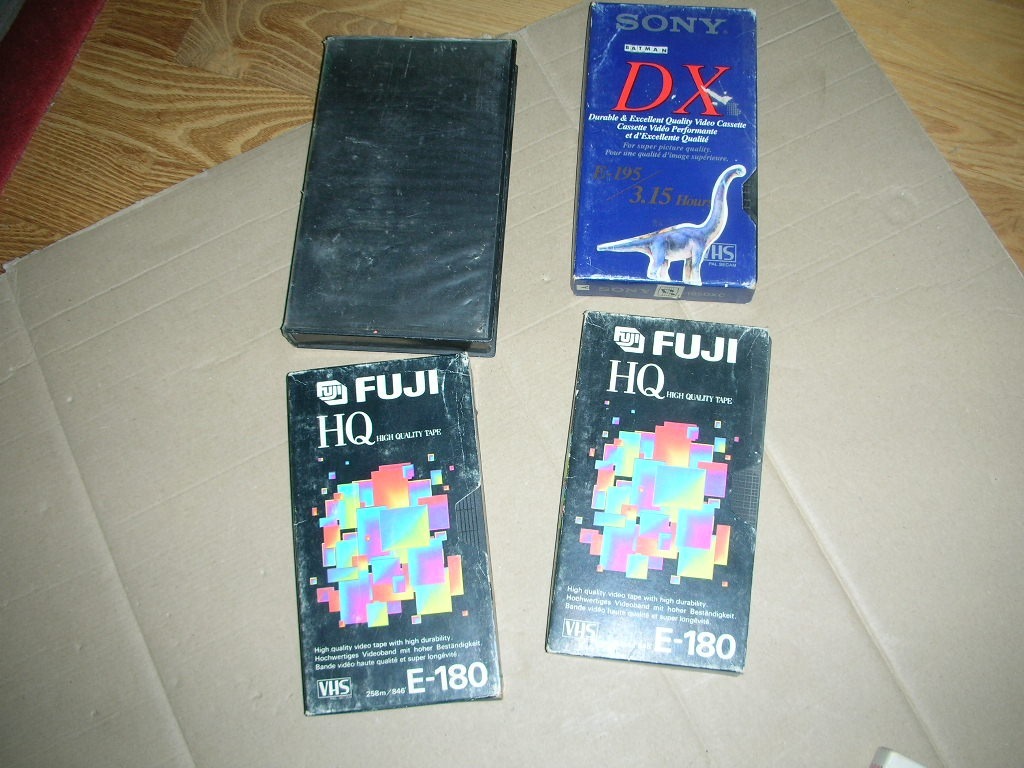 SONY
BATMAN
DX
Durable & Excellent Quality Video Cassette
Cassette Vidéo Performante
et d'Excellente Qualité
For super picture quality.
Pour une qualité d'image supérieure.
E-195
3.15 Hours
VHS
PAL SECAM
SONY
FUJI
FUJI
HQ HIGH QUALITY TAPE
High quality video tape with high durability.
Hochwertiges Videoband mit hoher Beständigkeit.
Bande vidéo haute qualité et super longévité.
VHS
258m/846' E-180
FUJI
FUJI
HQ HIGH QUALITY TAPE
High quality video tape with high durability.
Hochwertiges Videoband mit hoher Beständigkeit.
Bande vidéo haute qualité et super longévité.
VHS
E-180